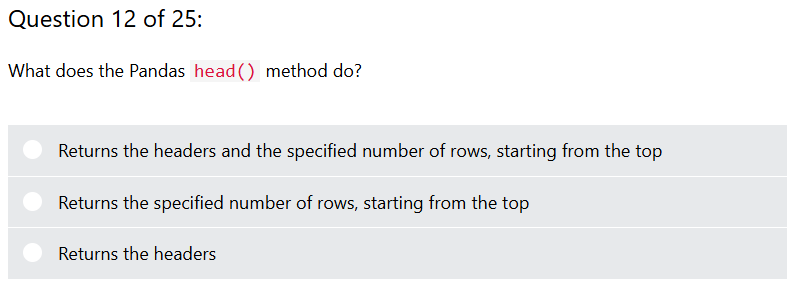 Question 12 of 25:
What does the Pandas head() method do?
Returns the headers and the specified number of rows, starting from the top
Returns the specified number of rows, starting from the top
Returns the headers